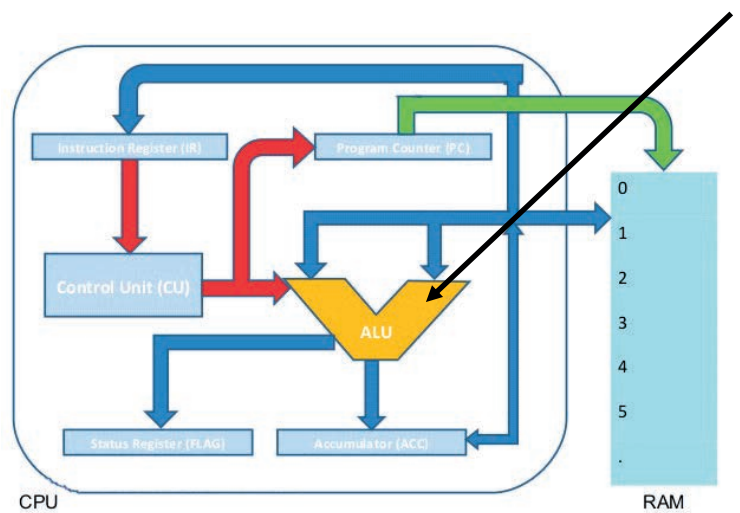 Instruction Register (IR)
Program Counter (PC)
0
1
Control Unit (CU)
2
3
ALU
4
5
Status Register (FLAG)
Accumulator (ACC)
.
CPU
RAM